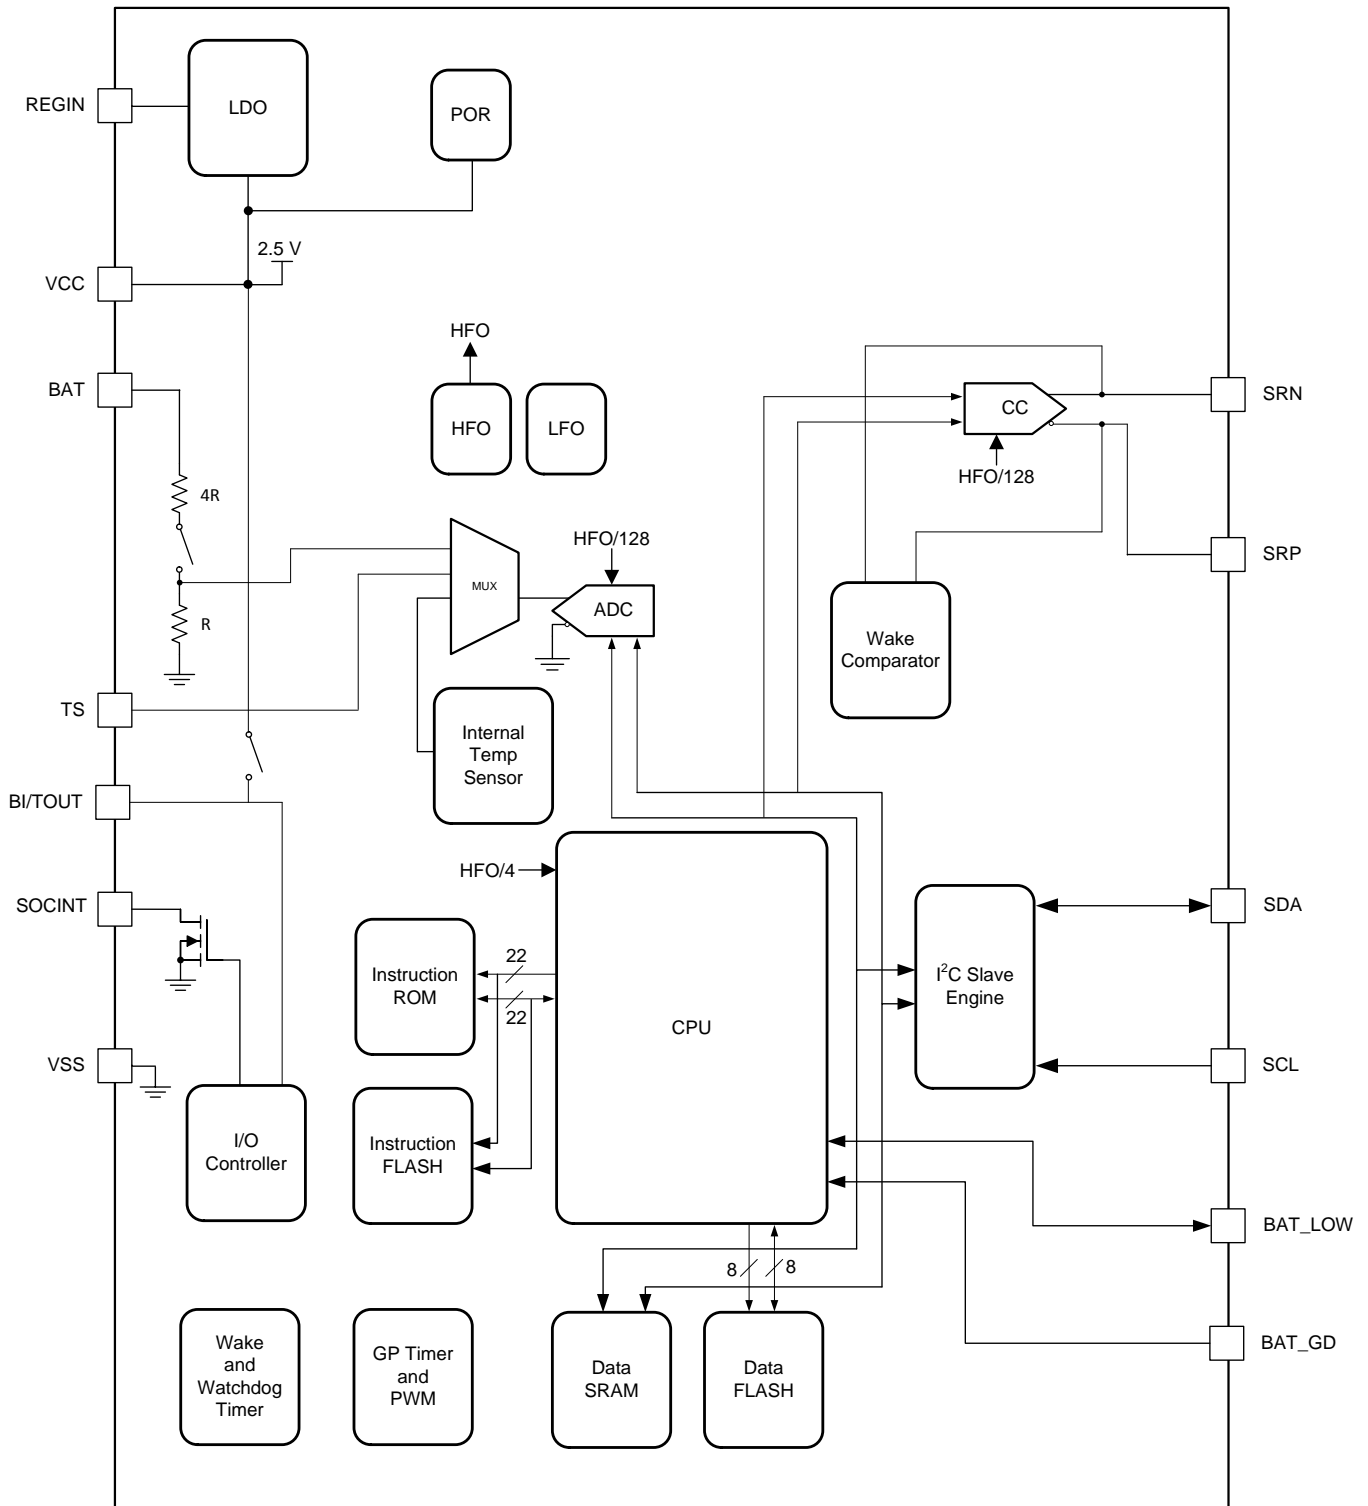 REGIN
LDO
POR
2.5 V
VCC
HFO
BAT
HFO
LFO
CC
SRN
HFO/128
4R
HFO/128
SRP
MUX
ADC
R
Wake
Comparator
TS
Internal
Temp
Sensor
BI/TOUT
HFO/4
SOCINT
SDA
22
Instruction
ROM
22
I²C Slave
Engine
CPU
VSS
SCL
I/O
Controller
Instruction
FLASH
BAT_LOW
8
8
Wake
and
Watchdog
Timer
GP Timer
and
PWM
Data
SRAM
Data
FLASH
BAT_GD